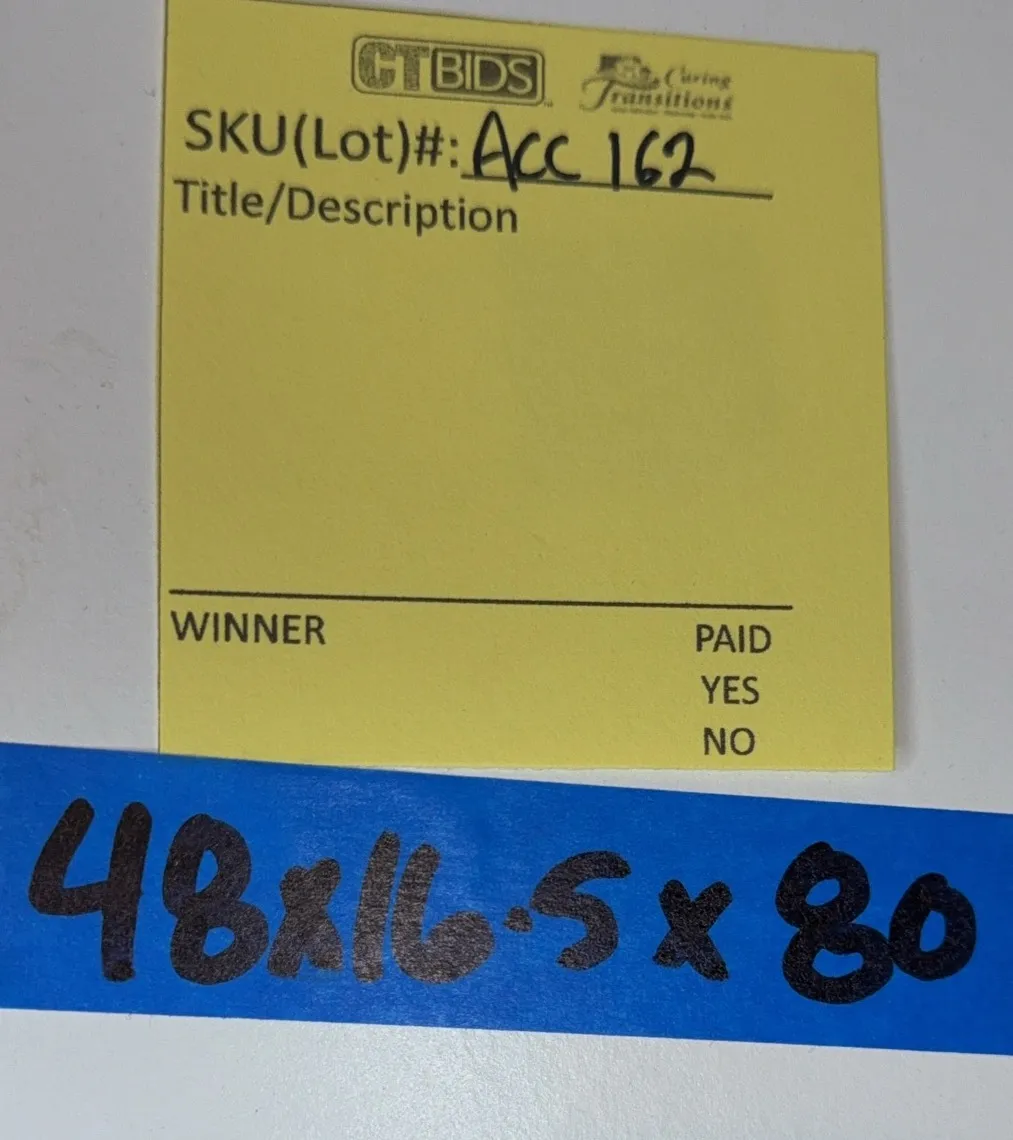 CTBIDS
Caring
Transitions
SKU(Lot)#: ACC 162
Title/Description
WINNER PAID
YES
NO
48x16.5x80